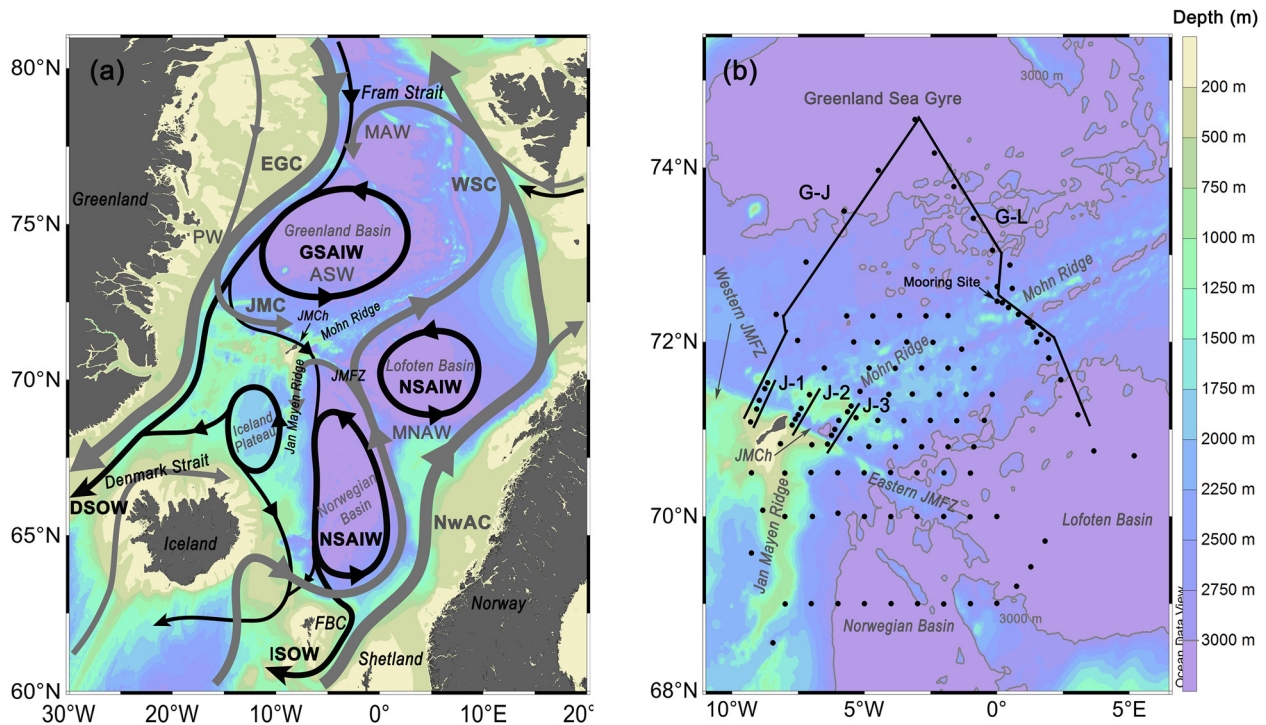 Depth (m)
(a)
(b)
80°N
75°N
70°N
65°N
60°N
30°W
20°W
10°W
0°
10°E
20°
Fram Strait
MAW
EGC
WSC
Greenland
PW
Greenland Basin
GSAIW
ASW
JMC
JMCh
Mohn Ridge
JMFZ
Lofoten Basin
NSAIW
Jan Mayen Ridge
Iceland
Plateau
MNAW
Denmark Strait
DSOW
Norwegian
Basin
NSAIW
NwAC
Iceland
Norway
FBC
ISOW
Shetland
74°N
72°N
70°N
68°N
10°W
5°W
0°
5°E
3000 m
Greenland Sea Gyre
G-J
G-L
Mooring Site
Mohn Ridge
Western JMFZ
Mohn Ridge
J-1
J-2
J-3
JMCh
Eastern JMFZ
Jan Mayen Ridge
Lofoten Basin
Norwegian Basin
3000 m
Ocean Data View
200 m
500 m
750 m
1000 m
1250 m
1500 m
1750 m
2000 m
2250 m
2500 m
2750 m
3000 m